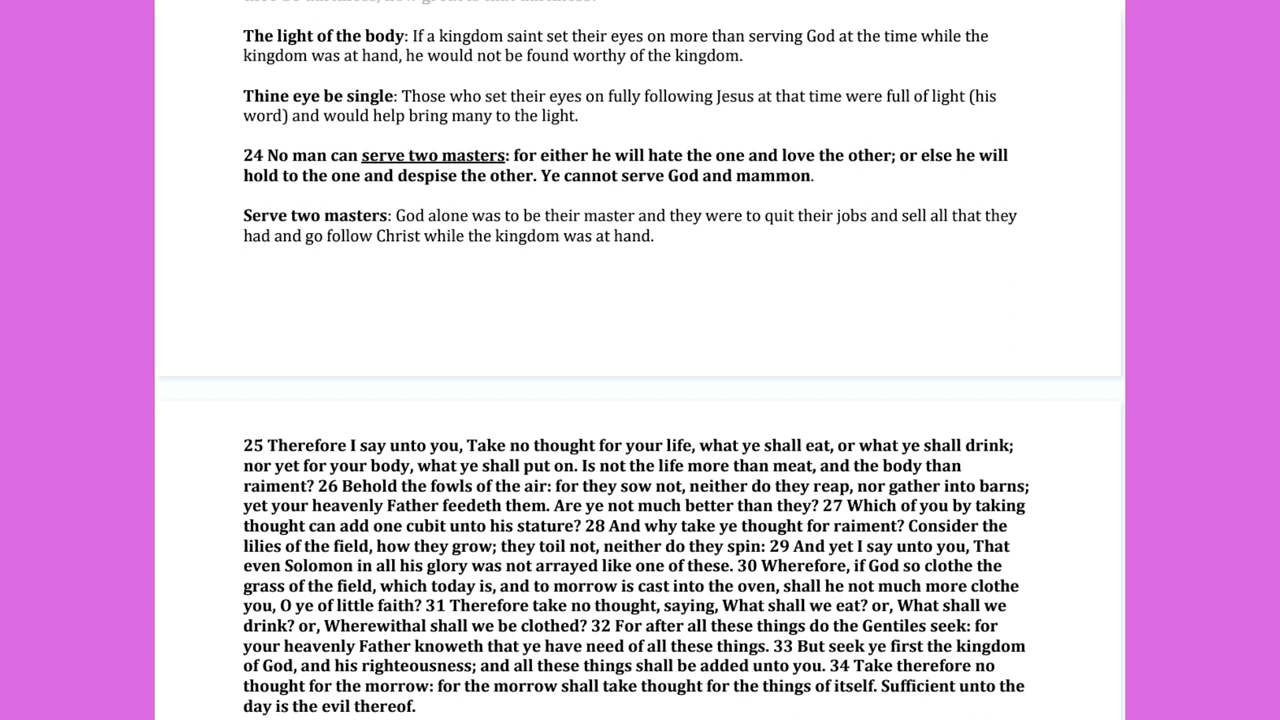 The light of the body: If a kingdom saint set their eyes on more than serving God at the time while the
kingdom was at hand, he would not be found worthy of the kingdom.
Thine eye be single: Those who set their eyes on fully following Jesus at that time were full of light (his
word) and would help bring many to the light.
24 No man can serve two masters: for either he will hate the one and love the other; or else he will
hold to the one and despise the other. Ye cannot serve God and mammon.
Serve two masters: God alone was to be their master and they were to quit their jobs and sell all that they
had and go follow Christ while the kingdom was at hand.
25 Therefore I say unto you, Take no thought for your life, what ye shall eat, or what ye shall drink;
nor yet for your body, what ye shall put on. Is not the life more than meat, and the body than
raiment? 26 Behold the fowls of the air: for they sow not, neither do they reap, nor gather into barns;
yet your heavenly Father feedeth them. Are ye not much better than they? 27 Which of you by taking
thought can add one cubit unto his stature? 28 And why take ye thought for raiment? Consider the
lilies of the field, how they grow; they toil not, neither do they spin: 29 And yet I say unto you, That
even Solomon in all his glory was not arrayed like one of these. 30 Wherefore, if God so clothe the
grass of the field, which today is, and to morrow is cast into the oven, shall he not much more clothe
you, O ye of little faith? 31 Therefore take no thought, saying, What shall we eat? or, What shall we
drink? or, Wherewithal shall we be clothed? 32 For after all these things do the Gentiles seek: for
your heavenly Father knoweth that ye have need of all these things. 33 But seek ye first the kingdom
of God, and his righteousness; and all these things shall be added unto you. 34 Take therefore no
thought for the morrow: for the morrow shall take thought for the things of itself. Sufficient unto the
day is the evil thereof.